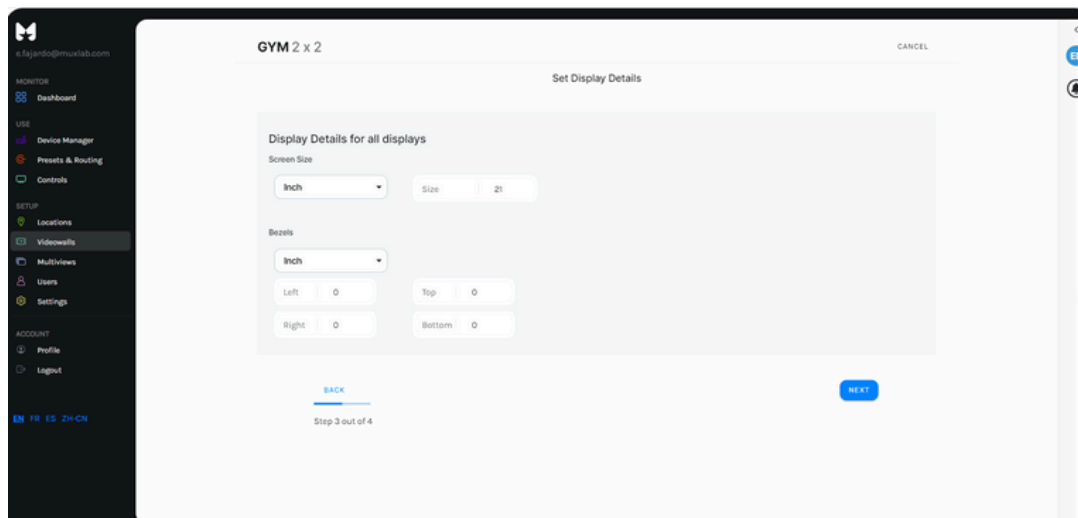 e.fajardo@muxlab.com
MONITOR
Dashboard
USE
Device Manager
Presets & Routing
Controls
SETUP
Locations
Videowalls
Multiviews
Users
Settings
ACCOUNT
Profile
Logout
EN FR ES ZH-CN
GYM 2 x 2
CANCEL
Set Display Details
Display Details for all displays
Screen Size
Inch
Size 21
Bezels
Inch
Left 0 Top 0
Right 0 Bottom 0
BACK
NEXT
Step 3 out of 4